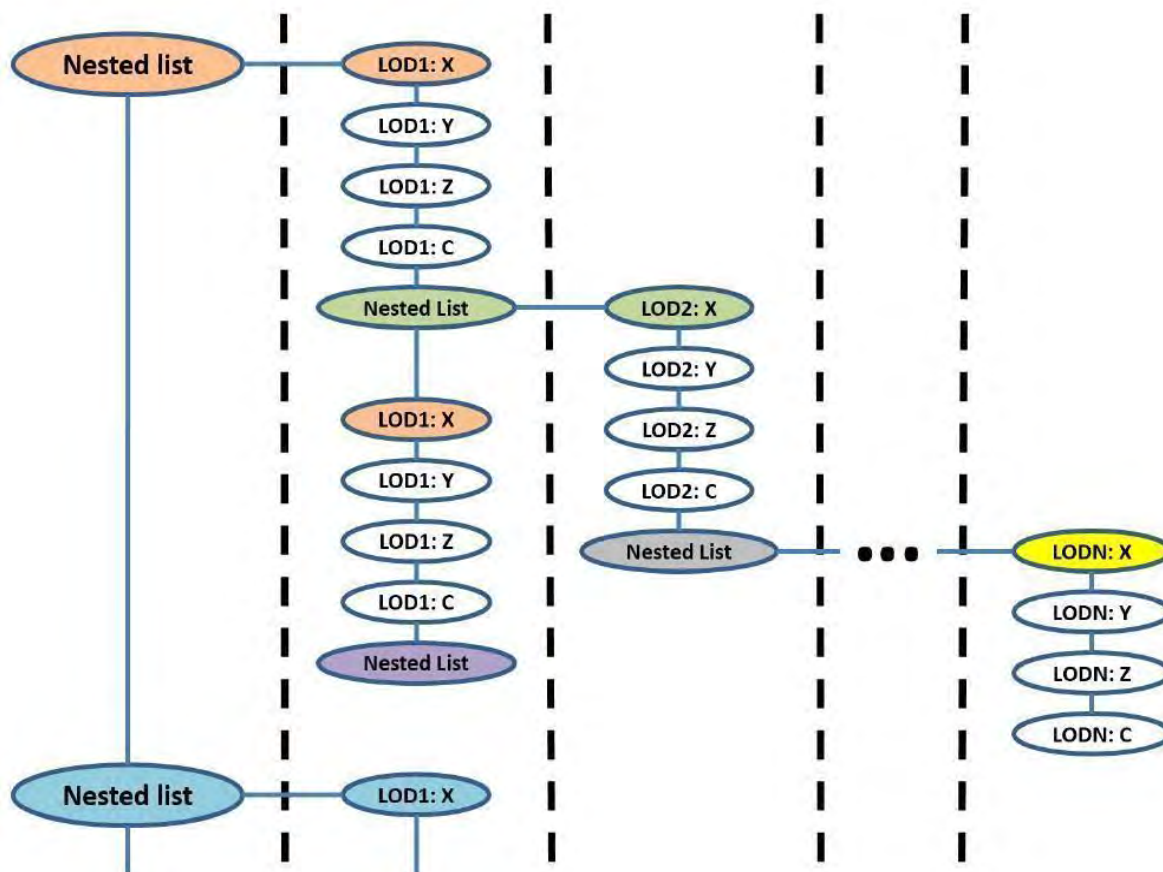 Nested list
LOD1: X
LOD1: Y
LOD1: Z
LOD1: C
Nested List
LOD2: X
LOD2: Y
LOD2: Z
LOD2: C
Nested List
...
LODN: X
LODN: Y
LODN: Z
LODN: C
LOD1: X
LOD1: Y
LOD1: Z
LOD1: C
Nested List
Nested list
LOD1: X